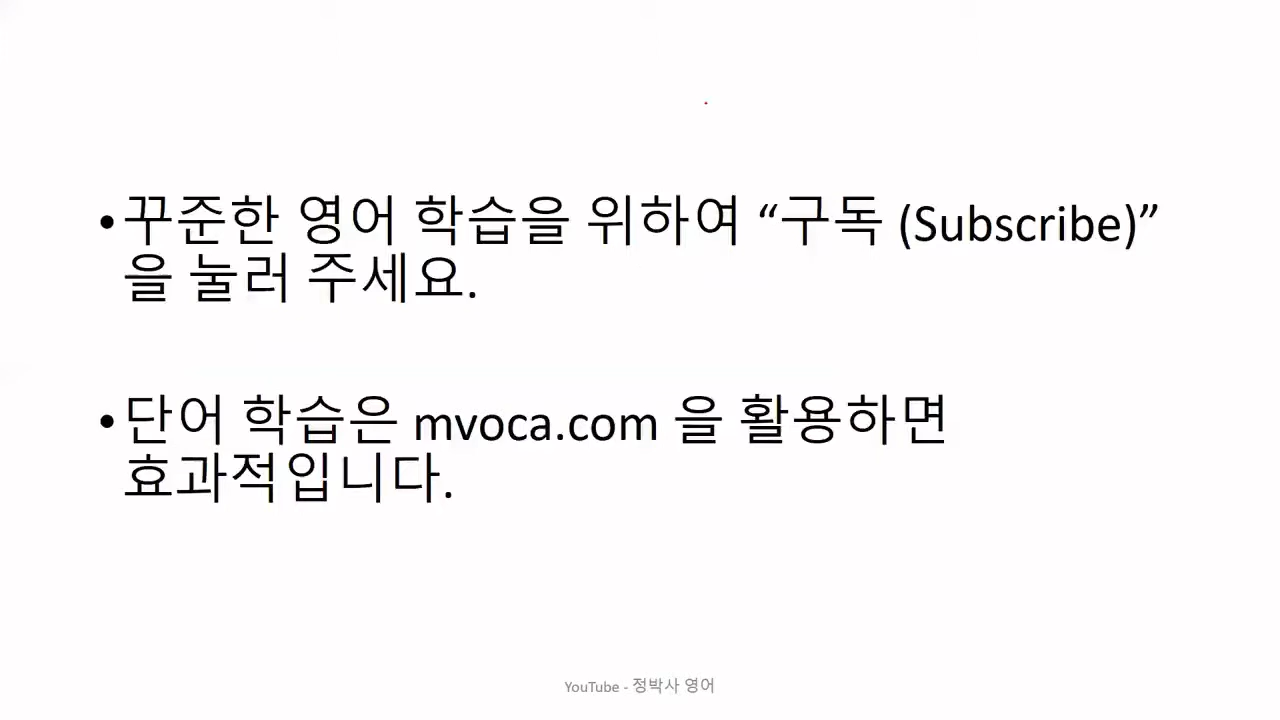 •꾸준한 영어 학습을 위하여 “구독 (Subscribe)”
을 눌러 주세요.
•단어 학습은 mvoca.com 을 활용하면
효과적입니다.
YouTube - 정박사 영어